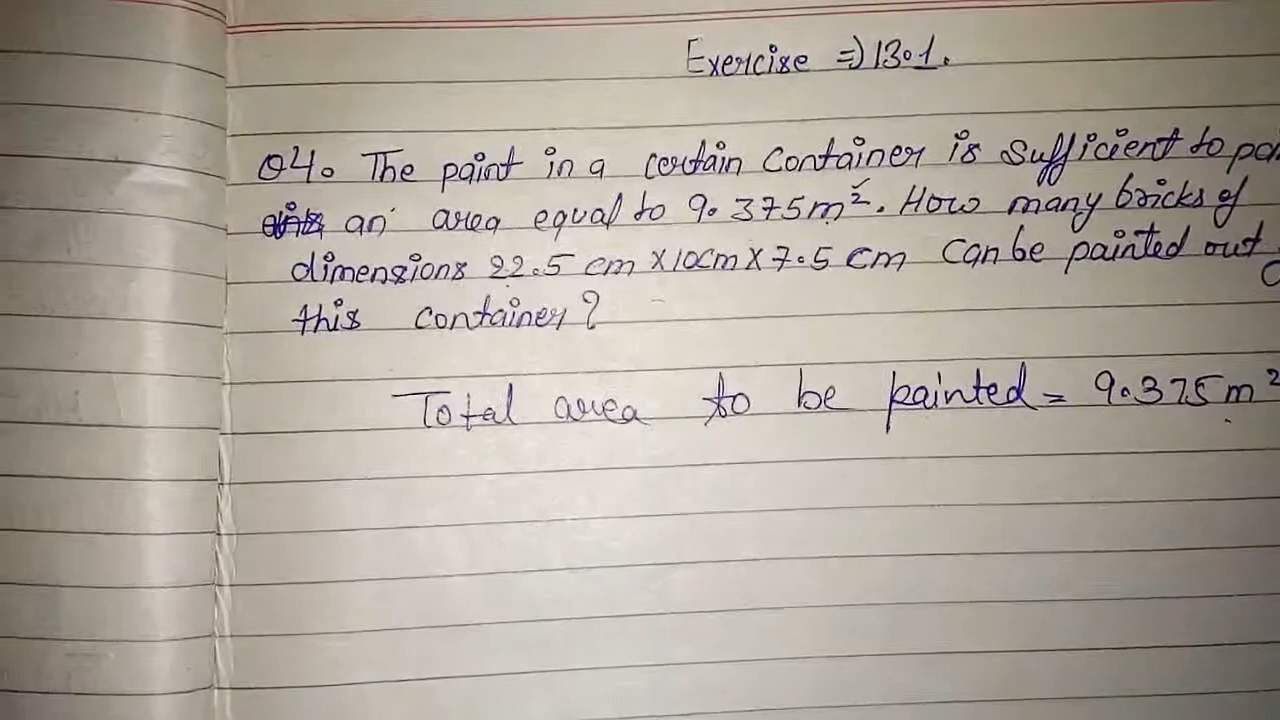 Exercise => 13.1.
Q4. The paint in a certain container is sufficient to pa
an area equal to 9.375m². How many bricks of
dimensions 22.5 cm X10cm X 7.5 cm can be painted out
this container?
Total area to be painted = 9.375m²